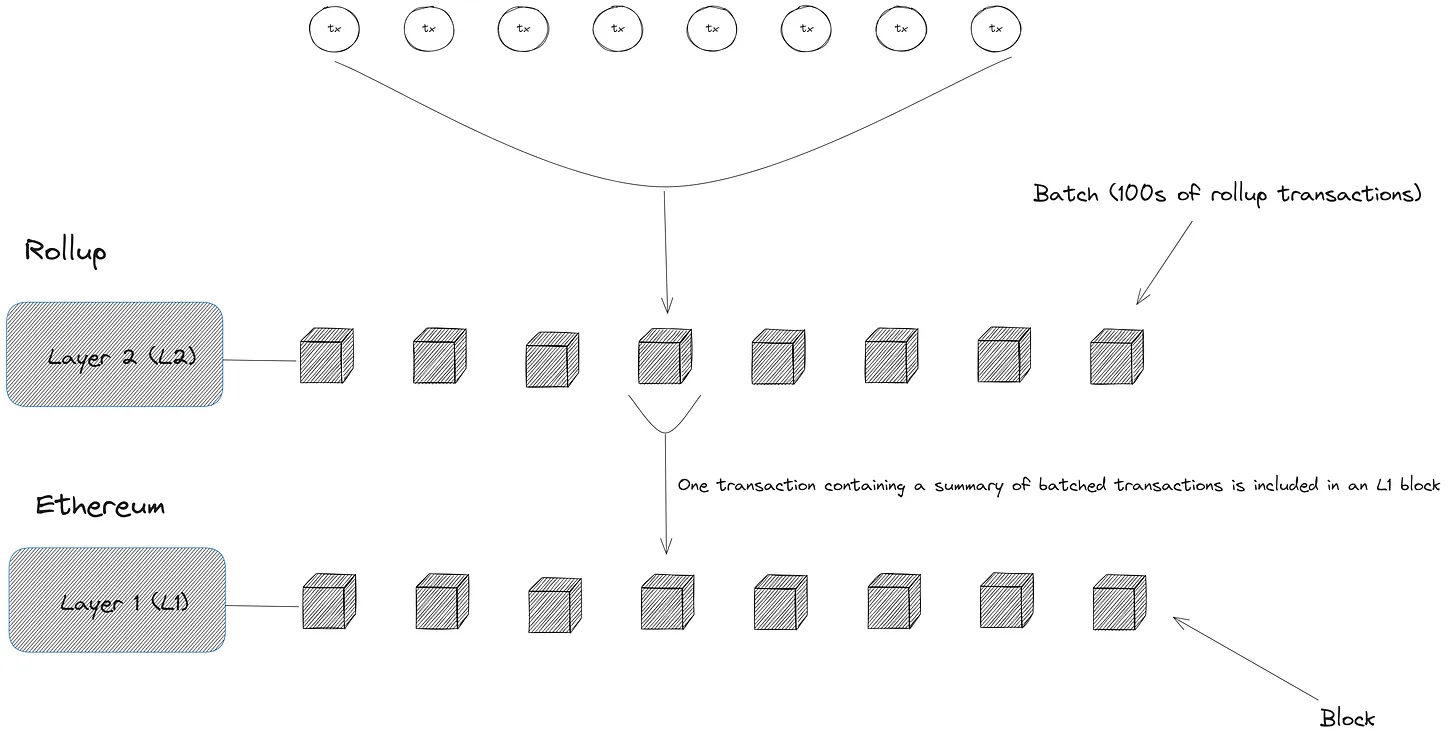 tx tx tx tx tx tx tx tx
Batch (100s of rollup transactions)
Rollup
Layer 2 (L2)
One transaction containing a summary of batched transactions is included in an L1 block
Ethereum
Layer 1 (L1)
Block